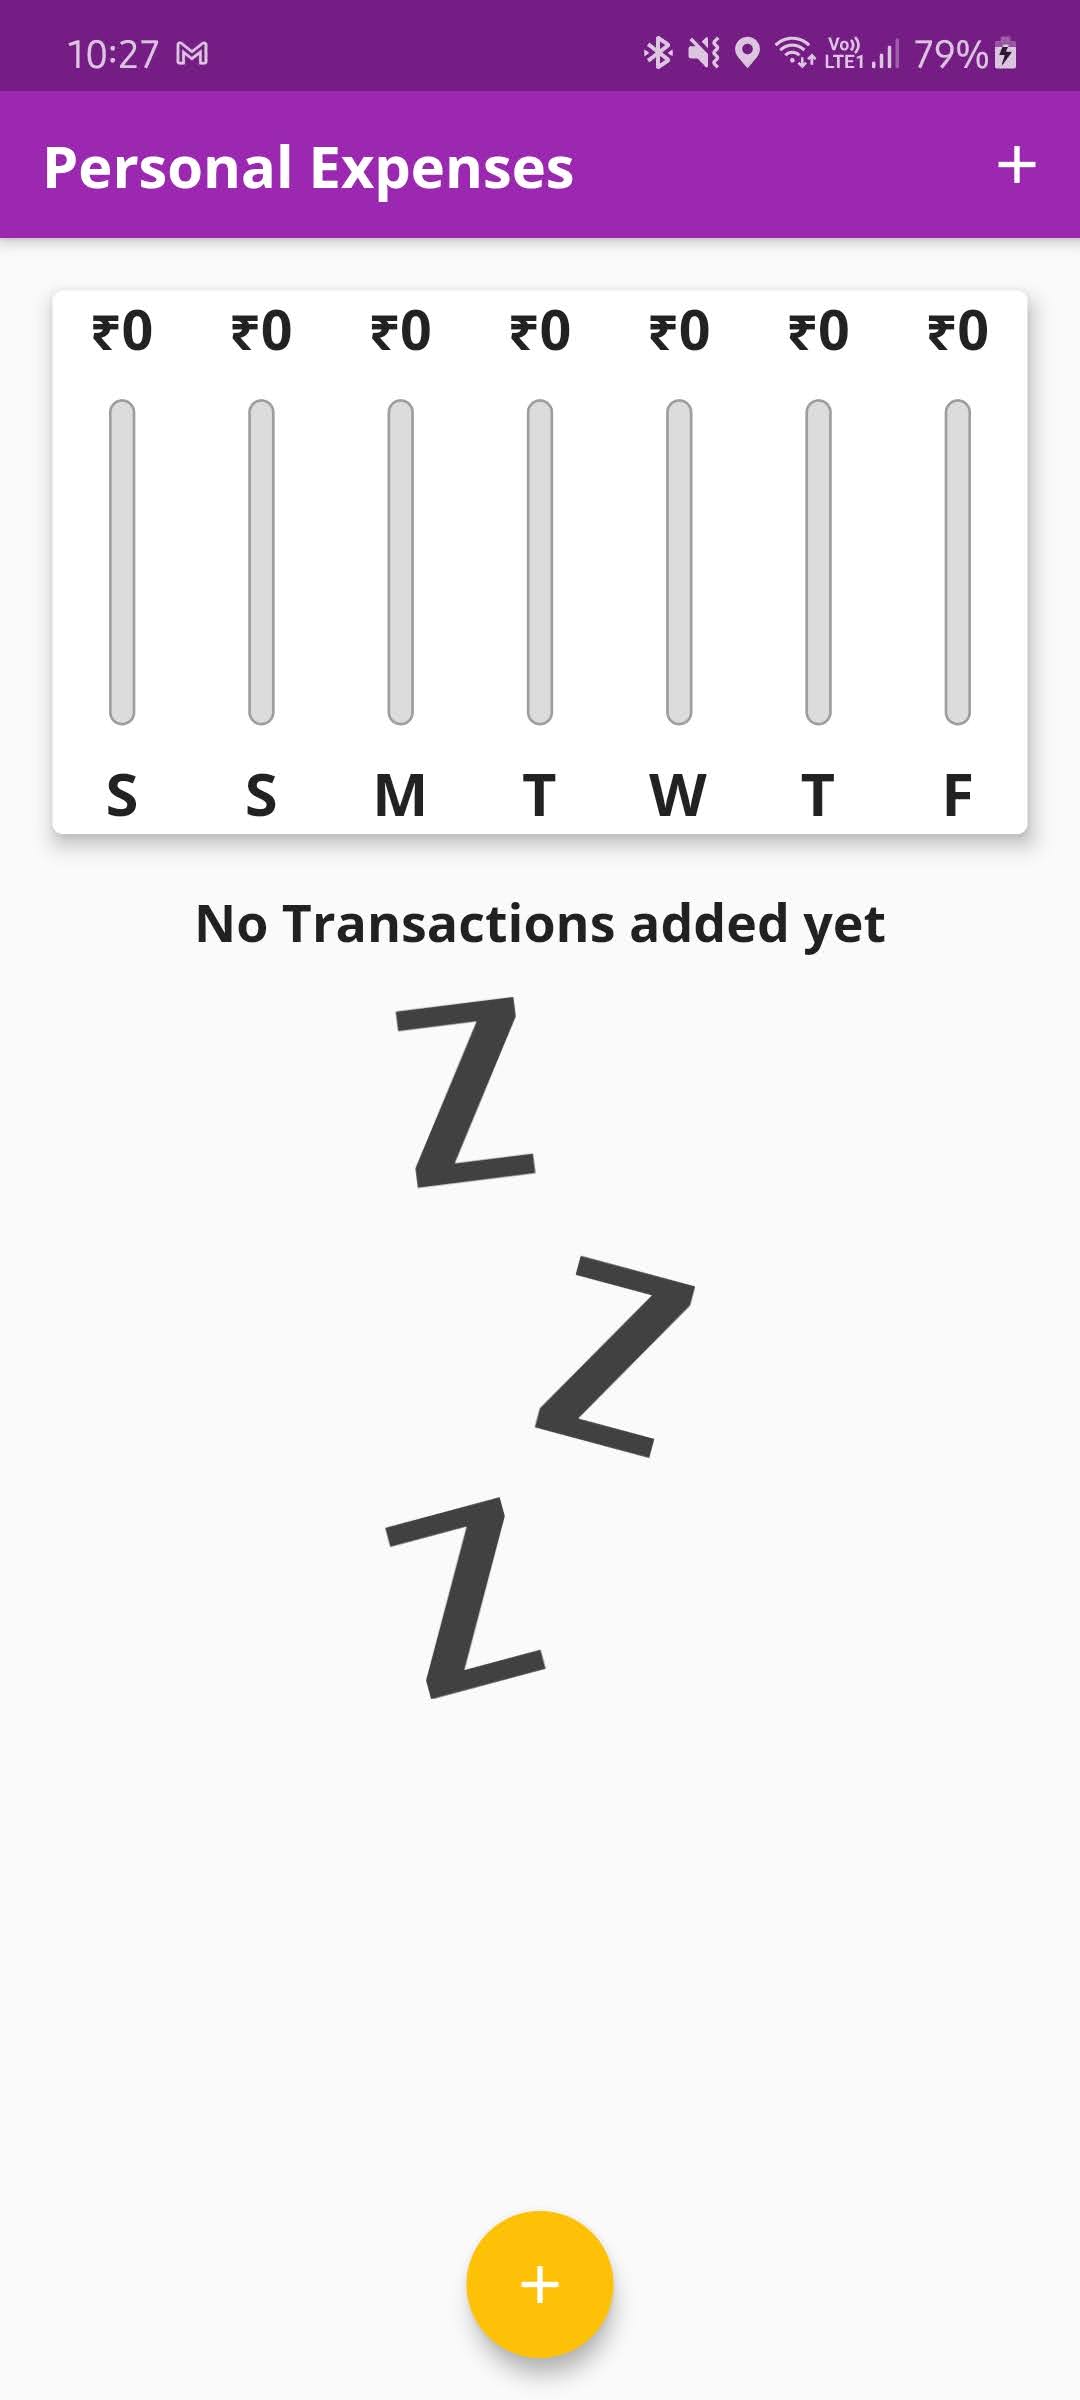 10:27 Vo)) LTE1 79%
Personal Expenses +
₹0 ₹0 ₹0 ₹0 ₹0 ₹0 ₹0
S S M T W T F
No Transactions added yet
Z
Z
Z
+